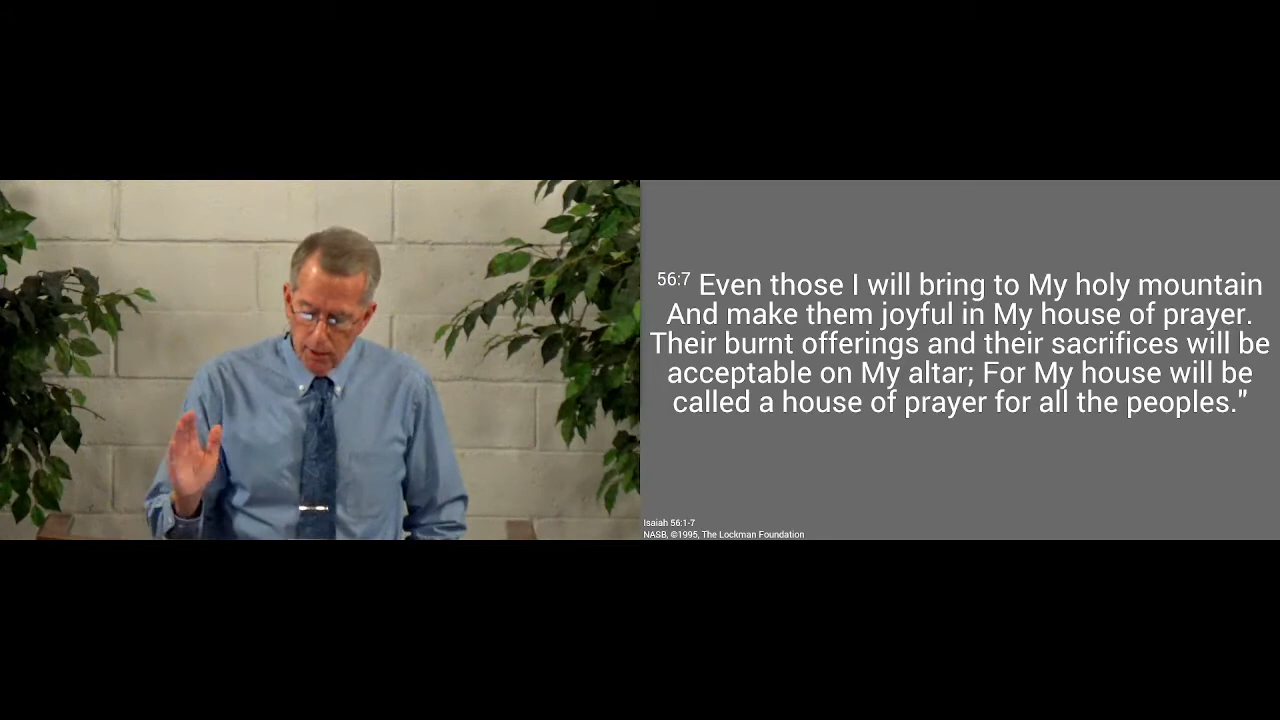 56:7 Even those I will bring to My holy mountain
And make them joyful in My house of prayer.
Their burnt offerings and their sacrifices will be
acceptable on My altar; For My house will be
called a house of prayer for all the peoples."
Isaiah 56:1-7
NASB, ©1995, The Lockman Foundation